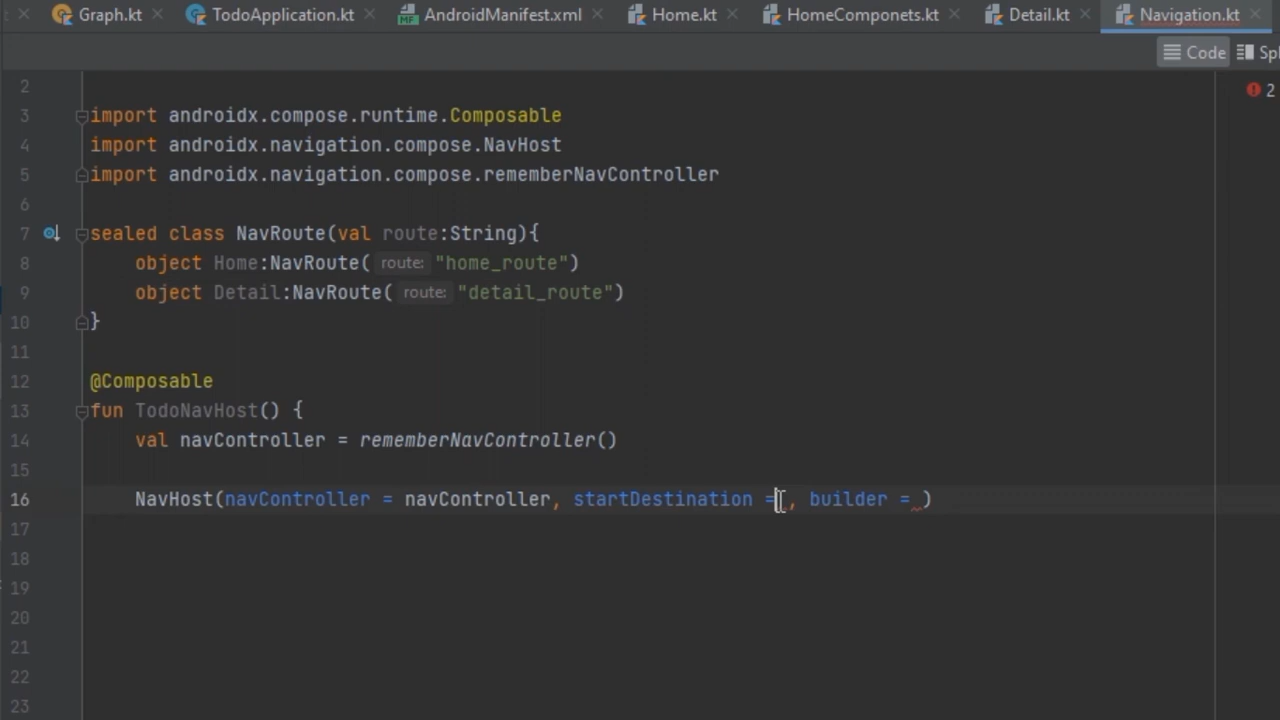 Graph.kt TodoApplication.kt AndroidManifest.xml Home.kt HomeComponets.kt Detail.kt Navigation.kt
Code Spl
2
2
3 import androidx.compose.runtime.Composable
4 import androidx.navigation.compose.NavHost
5 import androidx.navigation.compose.rememberNavController
6
7 sealed class NavRoute(val route:String){
8 object Home:NavRoute( route: "home_route")
9 object Detail:NavRoute( route: "detail_route")
10 }
11
12 @Composable
13 fun TodoNavHost() {
14 val navController = rememberNavController()
15
16 NavHost(navController = navController, startDestination = , builder = )
17
18
19
20
21
22
23